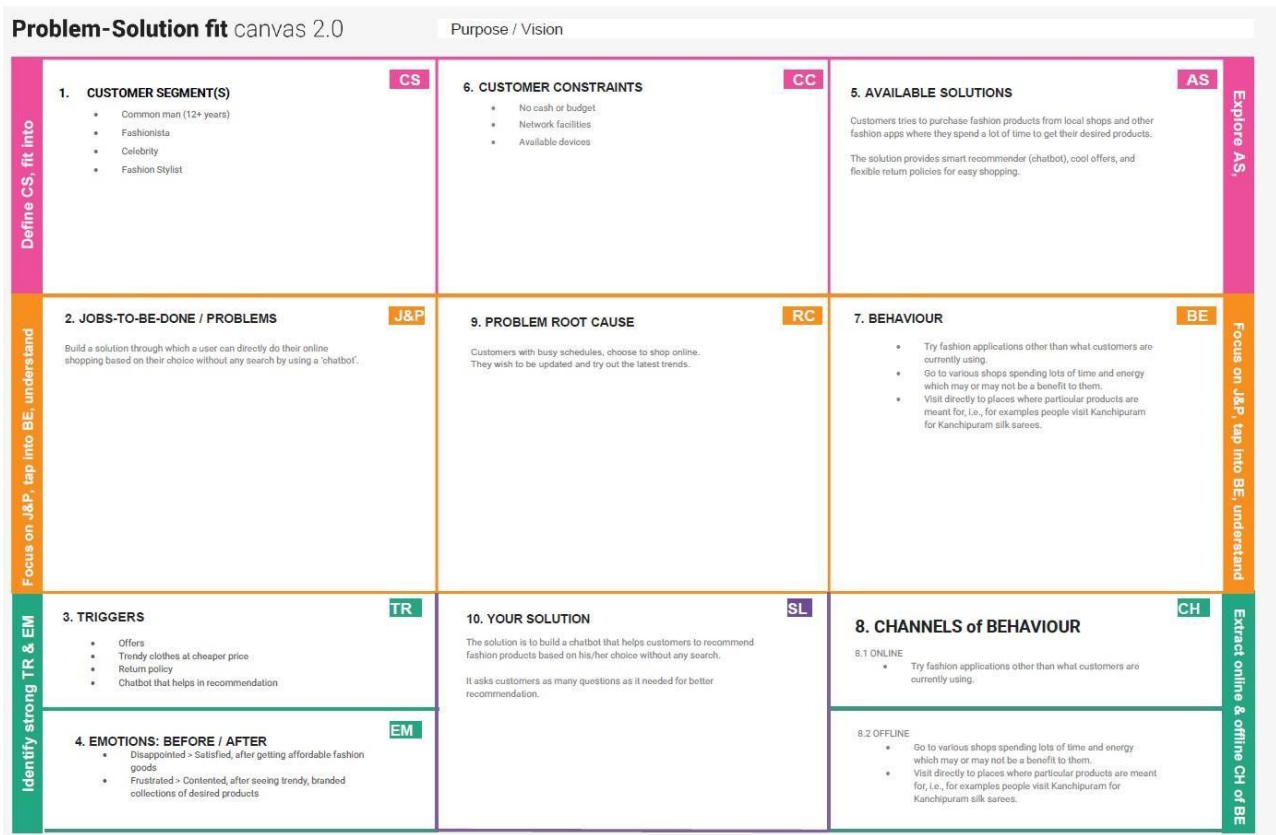 Problem-Solution fit canvas 2.0
Purpose / Vision
Define CS, fit into
1. CUSTOMER SEGMENT(S)
CS
• Common man (12+ years)
• Fashionista
• Celebrity
• Fashion Stylist
6. CUSTOMER CONSTRAINTS
CC
• No cash or budget
• Network facilities
• Available devices
5. AVAILABLE SOLUTIONS
AS
Customers tries to purchase fashion products from local shops and other
fashion apps where they spend a lot of time to get their desired products.
The solution provides smart recommender (chatbot), cool offers, and
flexible return policies for easy shopping.
Explore AS,
Focus on J&P, tap into BE, understand
2. JOBS-TO-BE-DONE / PROBLEMS
J&P
Build a solution through which a user can directly do their online
shopping based on their choice without any search by using a 'chatbot'.
9. PROBLEM ROOT CAUSE
RC
Customers with busy schedules, choose to shop online.
They wish to be updated and try out the latest trends.
7. BEHAVIOUR
BE
• Try fashion applications other than what customers are
currently using.
• Go to various shops spending lots of time and energy
which may or may not be a benefit to them.
• Visit directly to places where particular products are
meant for, i.e., for examples people visit Kanchipuram
for Kanchipuram silk sarees.
Focus on J&P, tap into BE, understand
Identify strong TR & EM
3. TRIGGERS
TR
• Offers
• Trendy clothes at cheaper price
• Return policy
• Chatbot that helps in recommendation
4. EMOTIONS: BEFORE / AFTER
EM
• Disappointed > Satisfied, after getting affordable fashion
goods
• Frustrated > Contented, after seeing trendy, branded
collections of desired products
10. YOUR SOLUTION
SL
The solution is to build a chatbot that helps customers to recommend
fashion products based on his/her choice without any search.
It asks customers as many questions as it needed for better
recommendation.
8. CHANNELS of BEHAVIOUR
CH
8.1 ONLINE
• Try fashion applications other than what customers are
currently using.
8.2 OFFLINE
• Go to various shops spending lots of time and energy
which may or may not be a benefit to them.
• Visit directly to places where particular products are meant
for, i.e., for examples people visit Kanchipuram for
Kanchipuram silk sarees.
Extract online & offline CH of BE